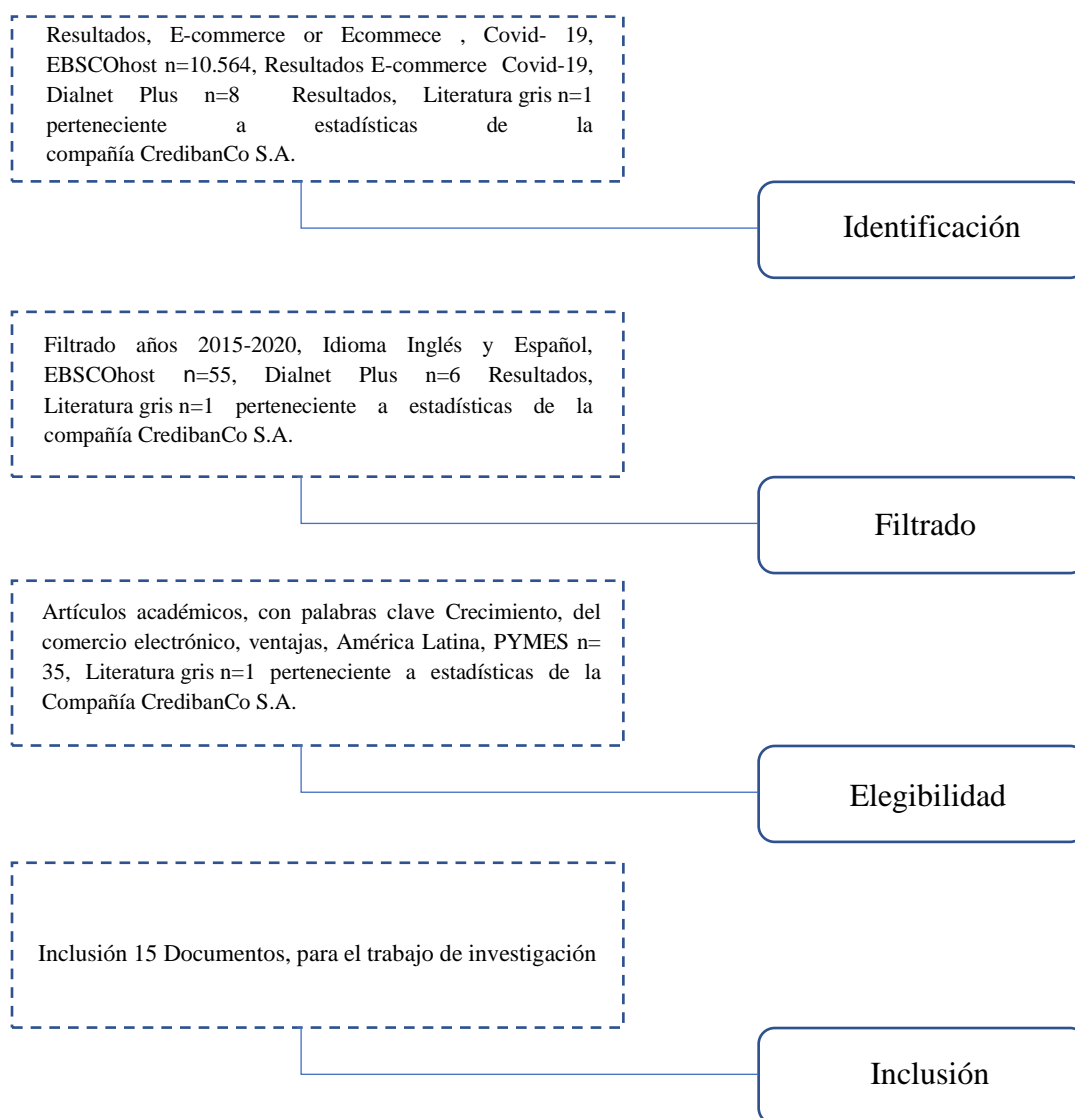 Resultados, E-commerce or Ecommece , Covid- 19,
EBSCOhost n=10.564, Resultados E-commerce Covid-19,
Dialnet Plus n=8 Resultados, Literatura gris n=1
perteneciente a estadísticas de la
compañía CredibanCo S.A.
Identificación
Filtrado años 2015-2020, Idioma Inglés y Español,
EBSCOhost n=55, Dialnet Plus n=6 Resultados,
Literatura gris n=1 perteneciente a estadísticas de la
compañía CredibanCo S.A.
Filtrado
Artículos académicos, con palabras clave Crecimiento, del
comercio electrónico, ventajas, América Latina, PYMES n=
35, Literatura gris n=1 perteneciente a estadísticas de la
Compañía CredibanCo S.A.
Elegibilidad
Inclusión 15 Documentos, para el trabajo de investigación
Inclusión